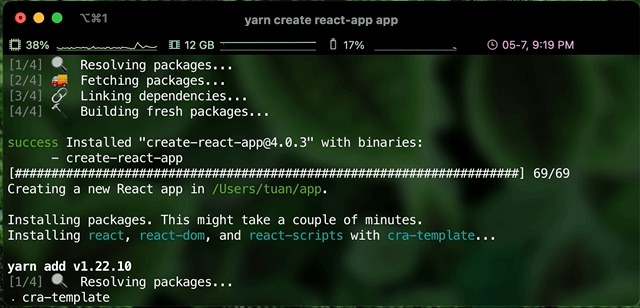 ⌥⌘1 yarn create react-app app
38% 12 GB 17% 05-7, 9:19 PM
[1/4] 🔍 Resolving packages...
[2/4] 🚚 Fetching packages...
[3/4] 🔗 Linking dependencies...
[4/4] 🔨 Building fresh packages...
success Installed "create-react-app@4.0.3" with binaries:
- create-react-app
[######################################################################] 69/69
Creating a new React app in /Users/tuan/app.
Installing packages. This might take a couple of minutes.
Installing react, react-dom, and react-scripts with cra-template...
yarn add v1.22.10
[1/4] 🔍 Resolving packages...
. cra-template